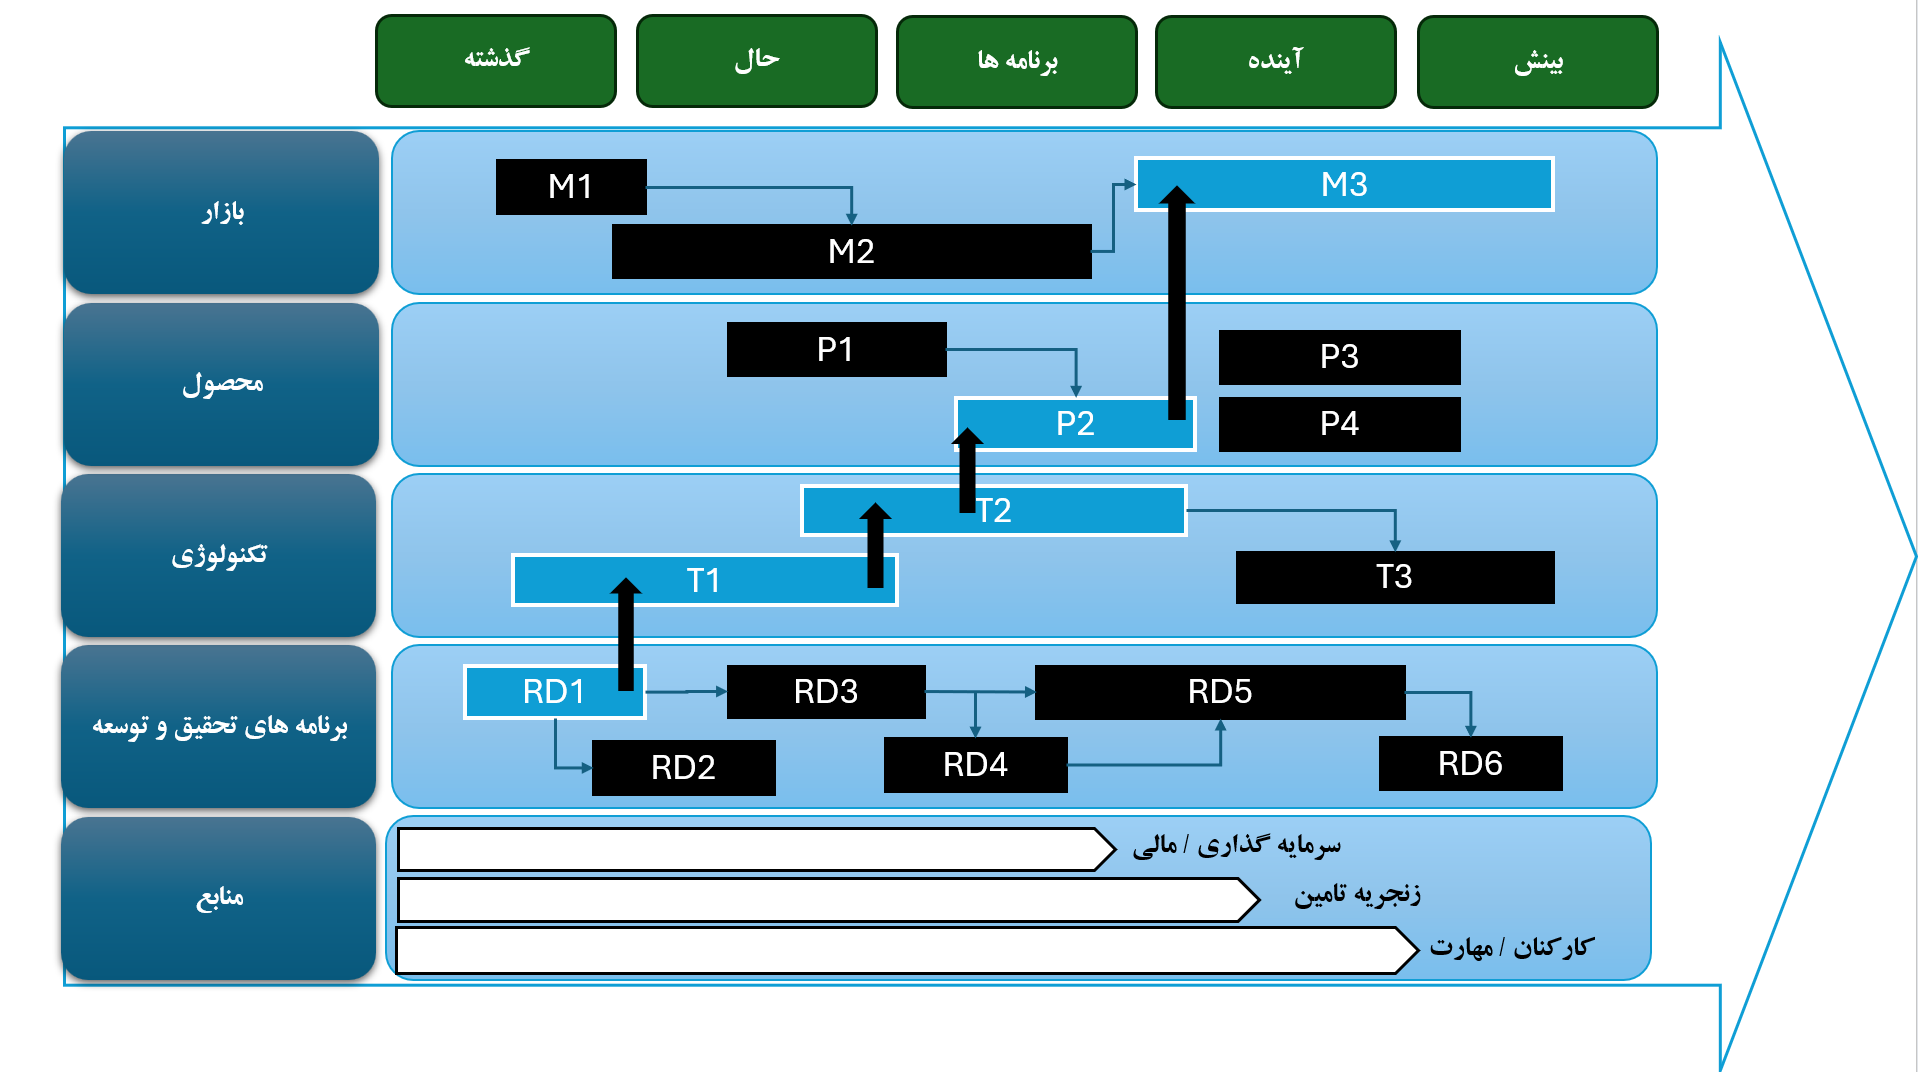 گذشته
حال
برنامه ها
آینده
بینش
بازار
M1
M2
M3
محصول
P1
P2
P3
P4
تکنولوژی
T1
T2
T3
برنامه های تحقیق و توسعه
RD1
RD2
RD3
RD4
RD5
RD6
منابع
سرمایه گذاری / مالی
زنجریه تامین
کارکنان / مهارت